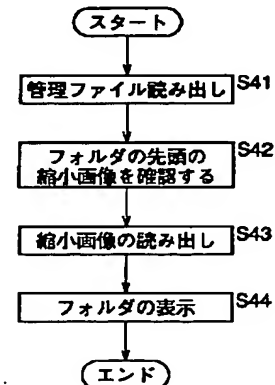 スタート
管理ファイル読み出し S41
フォルダの先頭の S42
縮小画像を確認する
縮小画像の読み出し S43
フォルダの表示 S44
エンド